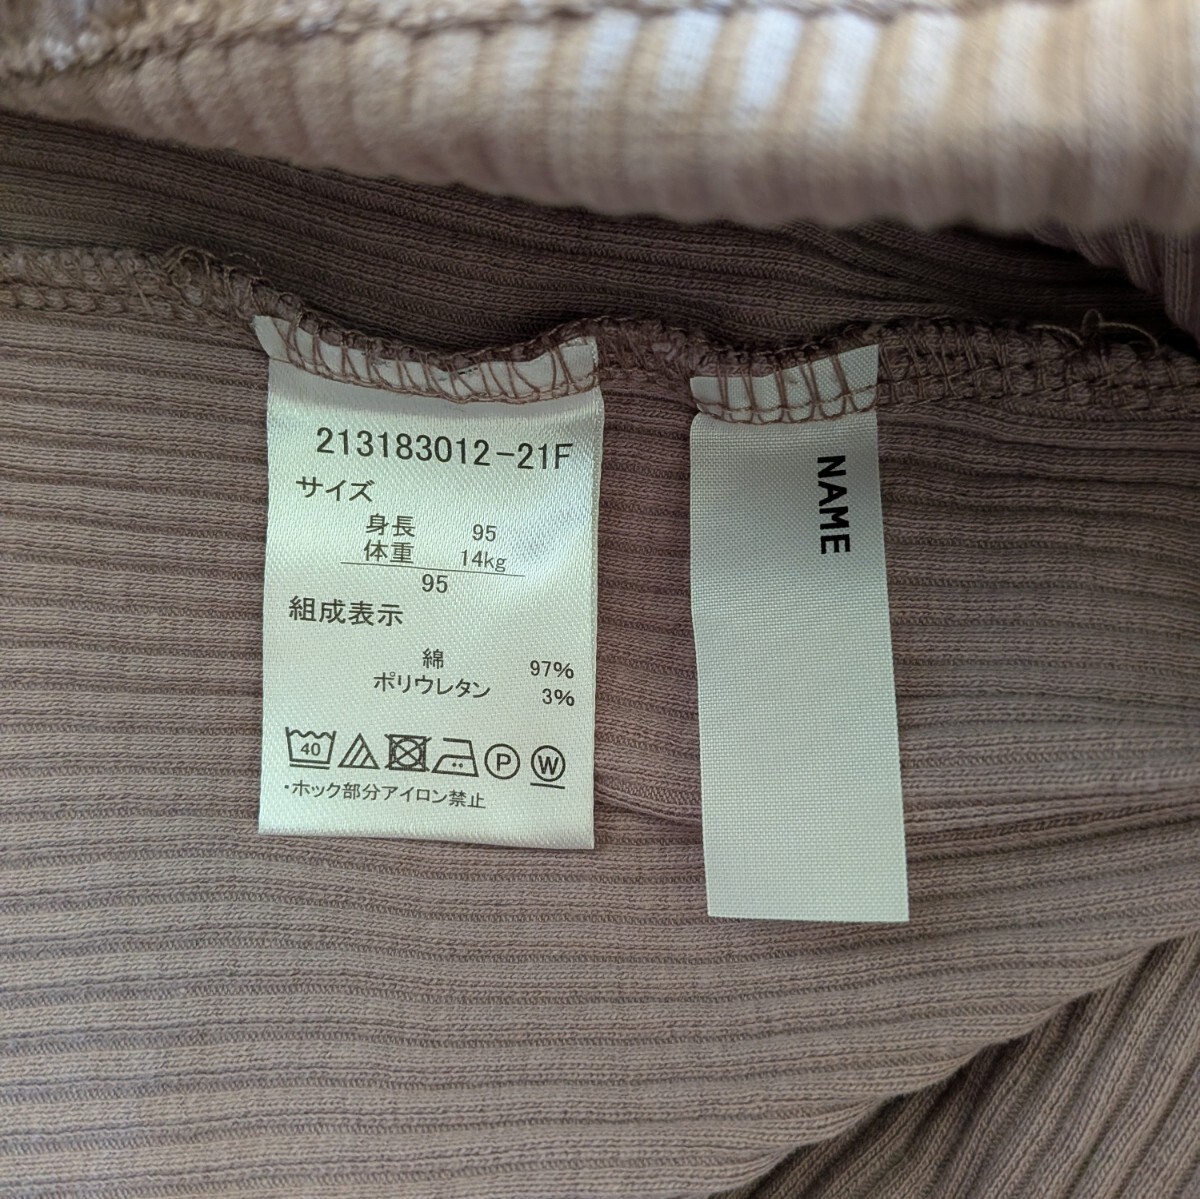 213183012-21F
サイズ
身長 95
体重 14kg
95
組成表示
綿 97%
ポリウレタン 3%
40 P W
・ホック部分アイロン禁止
NAME